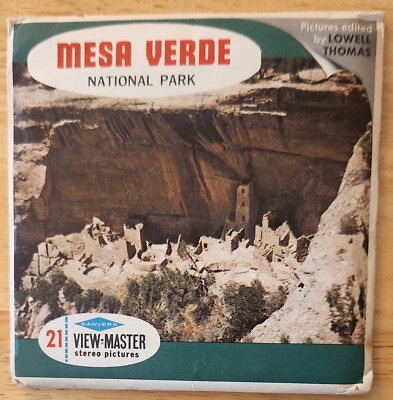 Pictures edited
by LOWELL
THOMAS
MESA VERDE
NATIONAL PARK
SAWYER'S
21 VIEW-MASTER
stereo pictures
A